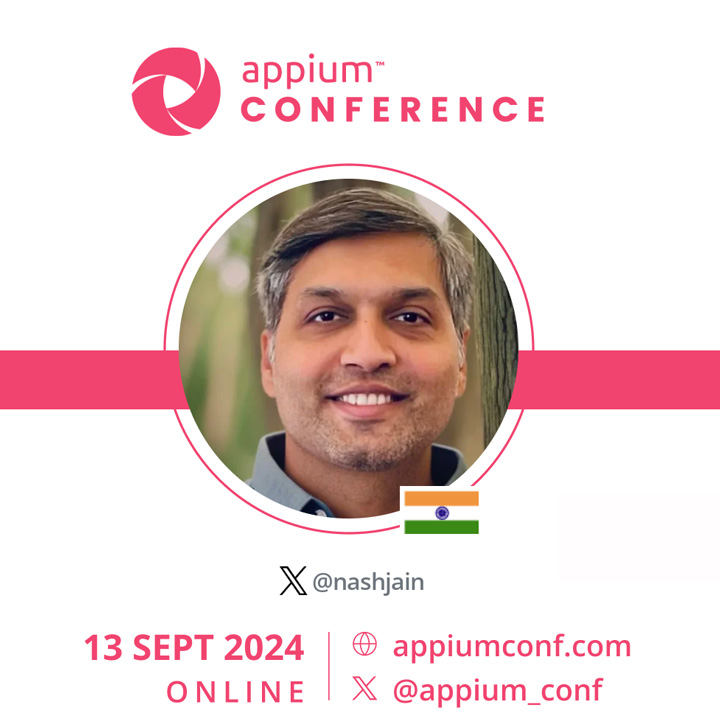 appium™
CONFERENCE
@nashjain
13 SEPT 2024
ONLINE
appiumconf.com
@appium_conf